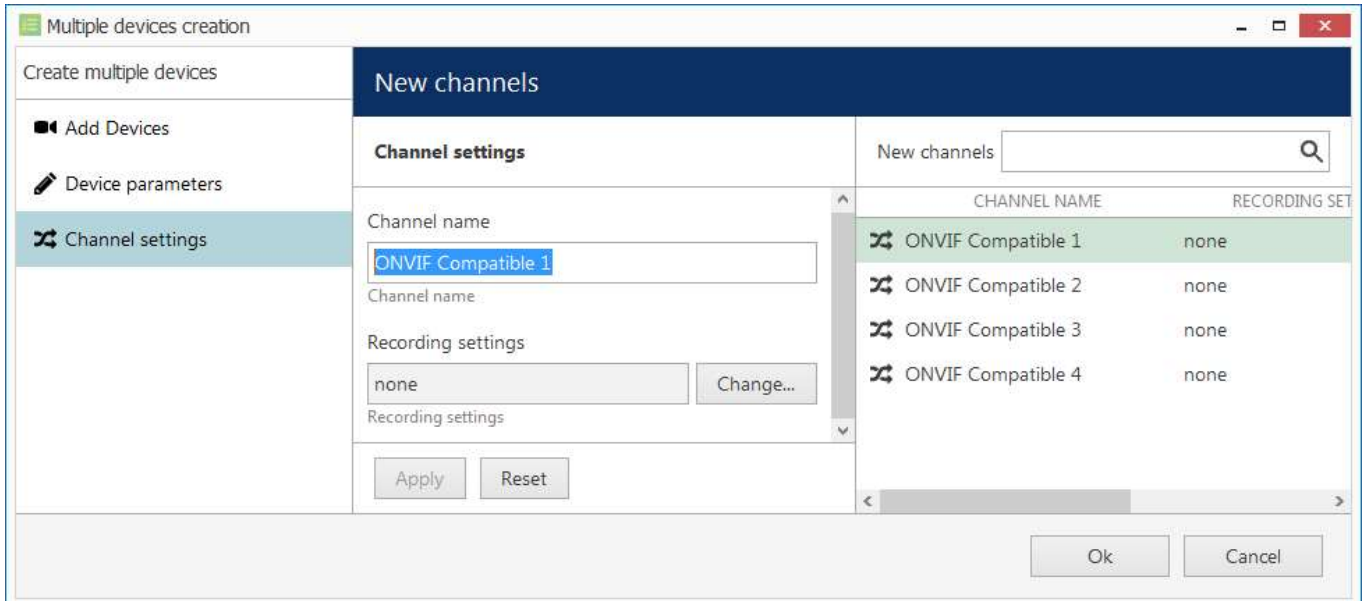 Multiple devices creation
Create multiple devices
Add Devices
Device parameters
Channel settings
New channels
Channel settings
Channel name
ONVIF Compatible 1
Channel name
Recording settings
none
Change...
Recording settings
Apply
Reset
New channels
CHANNEL NAME RECORDING SET
ONVIF Compatible 1 none
ONVIF Compatible 2 none
ONVIF Compatible 3 none
ONVIF Compatible 4 none
Ok
Cancel